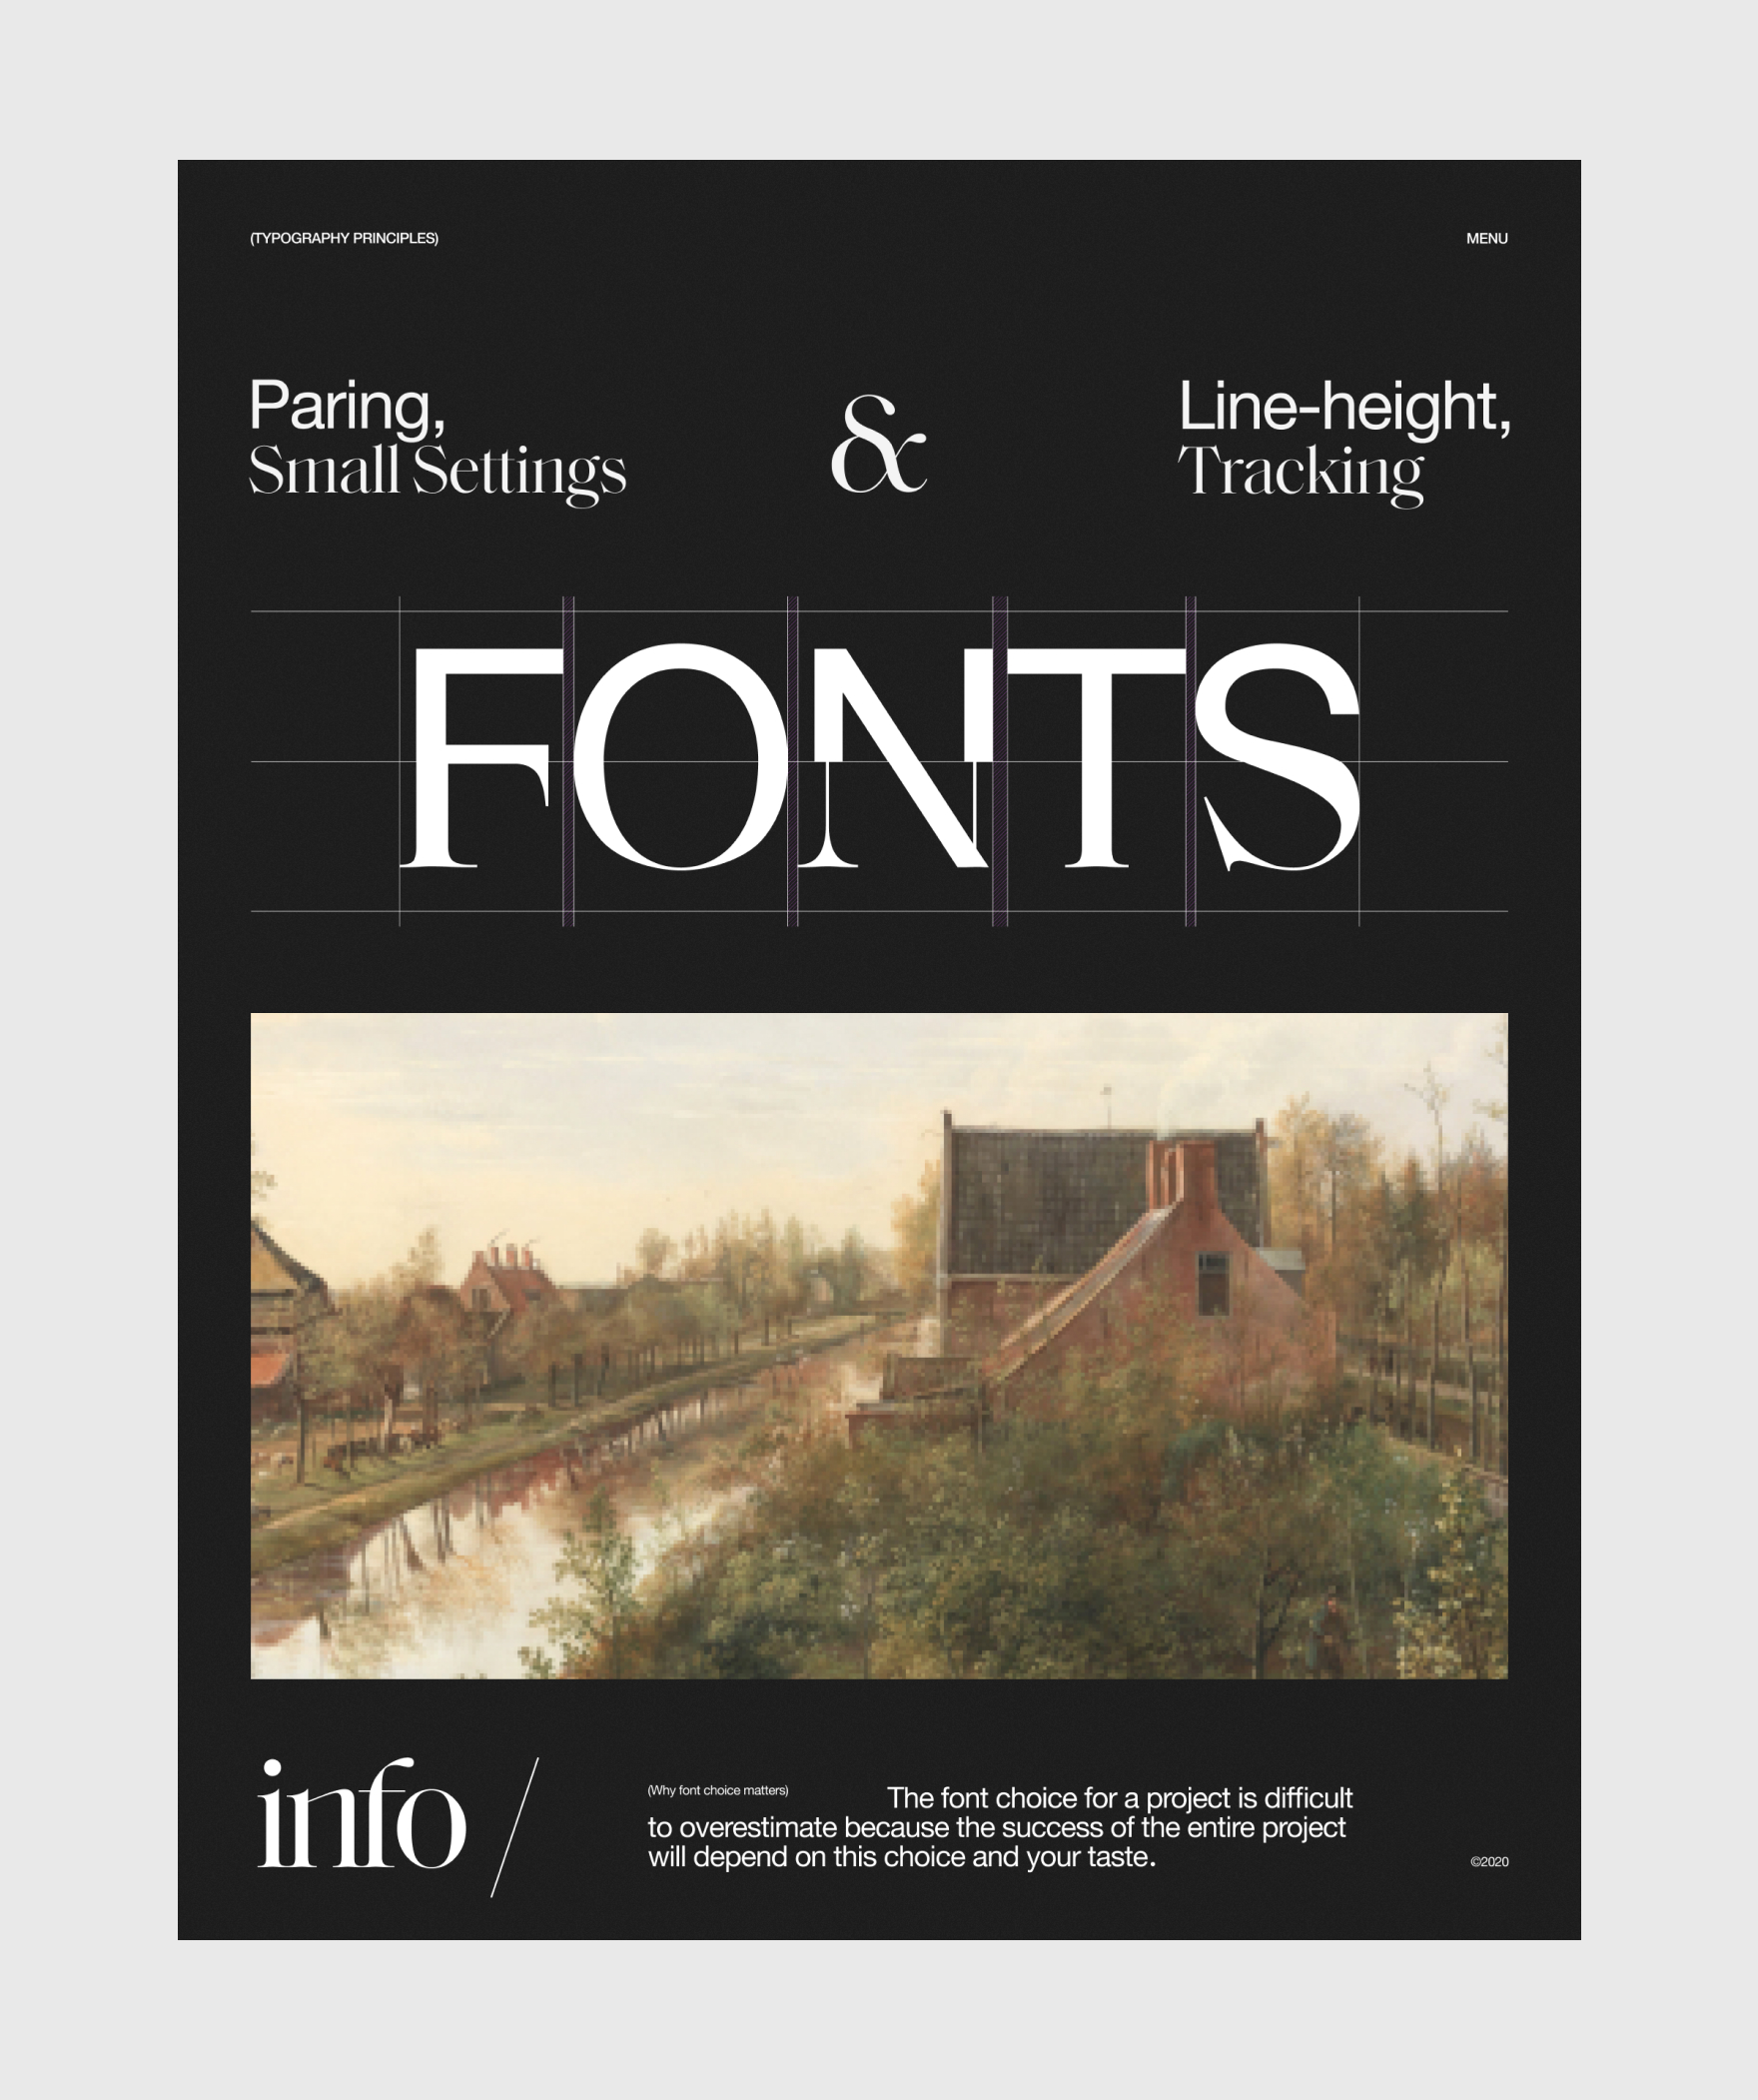 (TYPOGRAPHY PRINCIPLES)
MENU
Paring,
Small Settings
&
Line-height,
Tracking
FONTS
info /
(Why font choice matters) The font choice for a project is difficult
to overestimate because the success of the entire project
will depend on this choice and your taste.
©2020